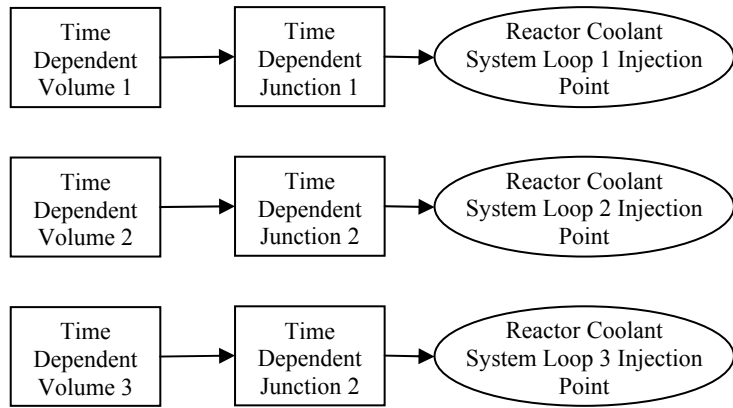 Time
Dependent
Volume 1
Time
Dependent
Junction 1
Reactor Coolant
System Loop 1 Injection
Point
Time
Dependent
Volume 2
Time
Dependent
Junction 2
Reactor Coolant
System Loop 2 Injection
Point
Time
Dependent
Volume 3
Time
Dependent
Junction 2
Reactor Coolant
System Loop 3 Injection
Point